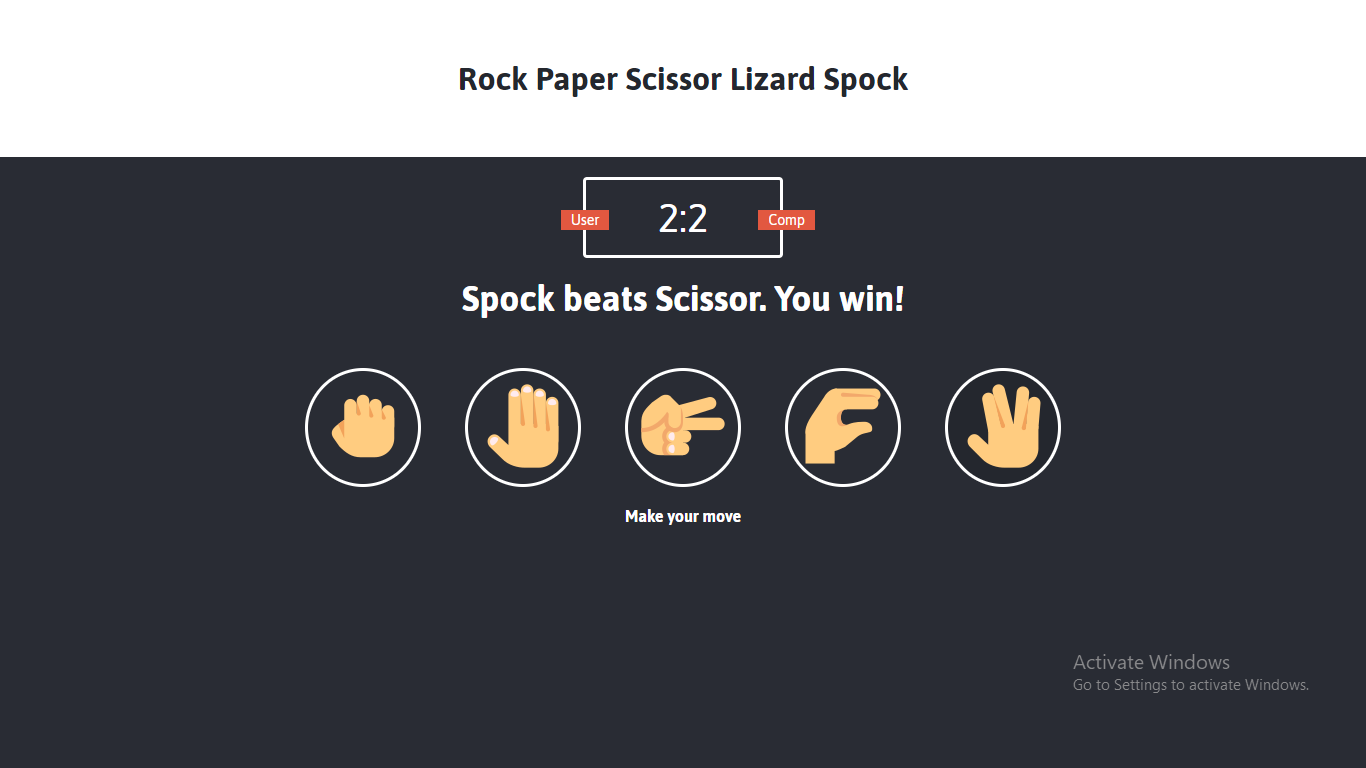 Rock Paper Scissor Lizard Spock
User
2:2
Comp
Spock beats Scissor. You win!
Make your move
Activate Windows
Go to Settings to activate Windows.